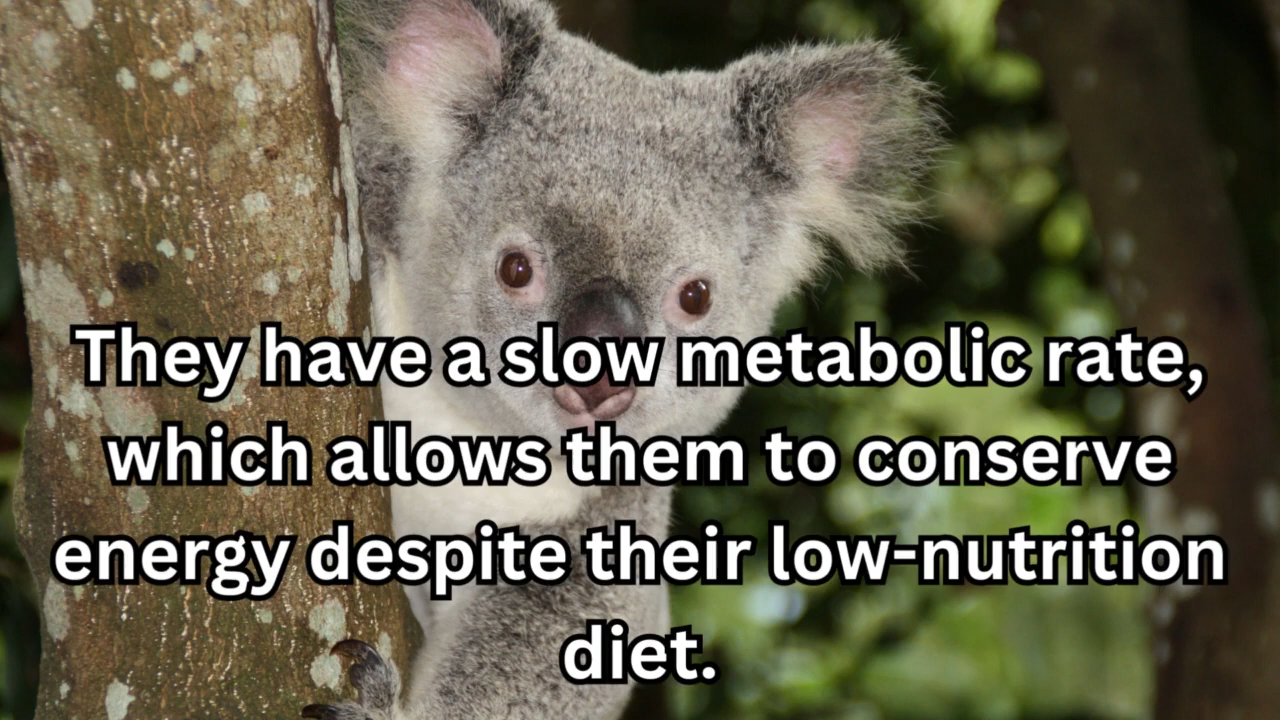 They have a slow metabolic rate,
which allows them to conserve
energy despite their low-nutrition
diet.